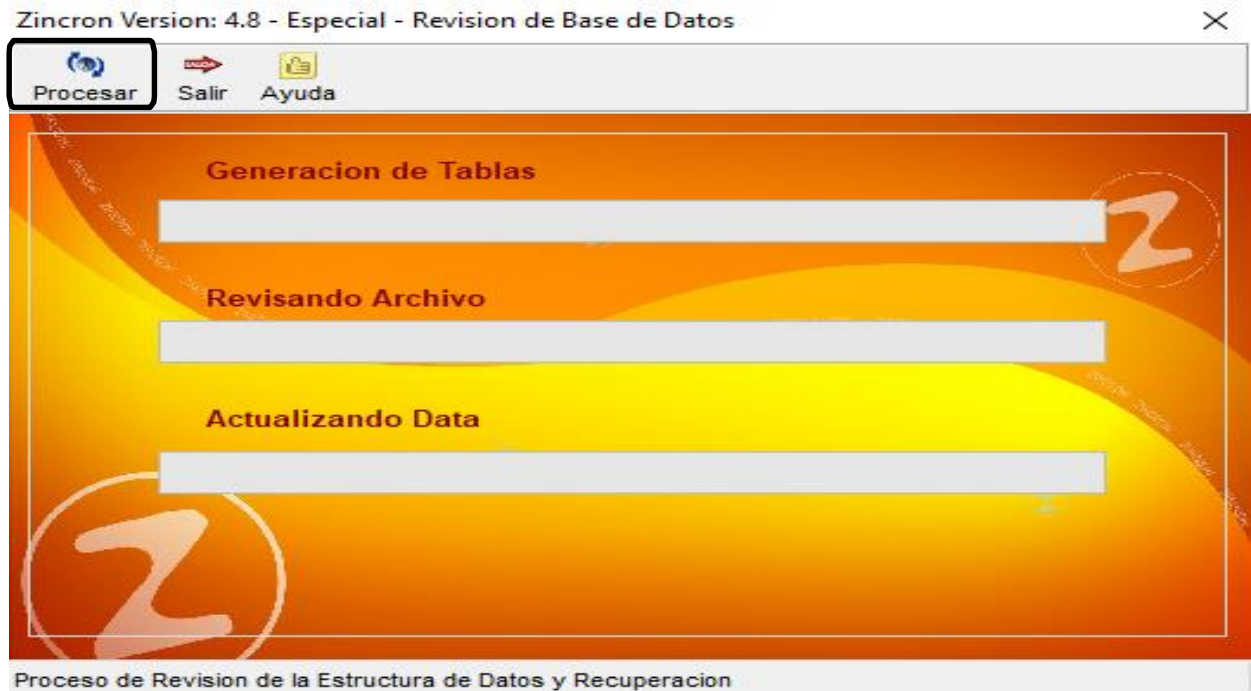 Zincron Version: 4.8 - Especial - Revision de Base de Datos
Procesar Salir Ayuda
Generacion de Tablas
Revisando Archivo
Actualizando Data
Proceso de Revision de la Estructura de Datos y Recuperacion